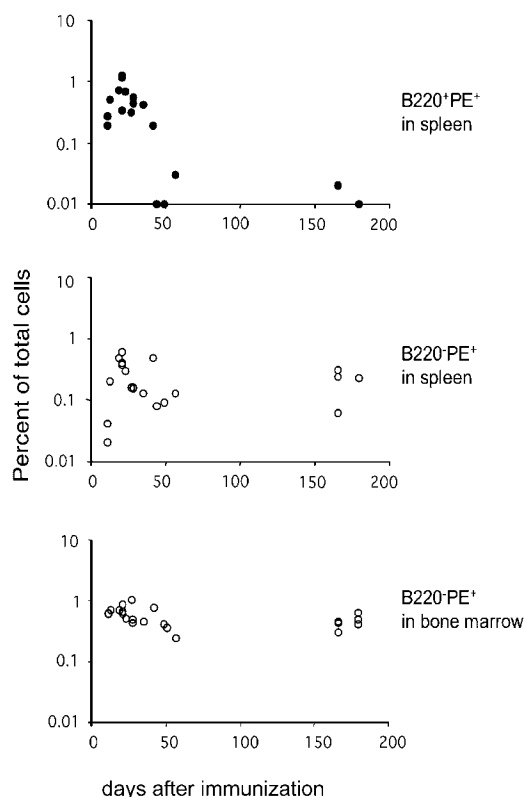 10
1
0.1
0.01
0 50 100 150 200
B220⁺PE⁺
in spleen
Percent of total cells
10
1
0.1
0.01
0 50 100 150 200
B220⁻PE⁺
in spleen
10
1
0.1
0.01
0 50 100 150 200
B220⁻PE⁺
in bone marrow
days after immunization